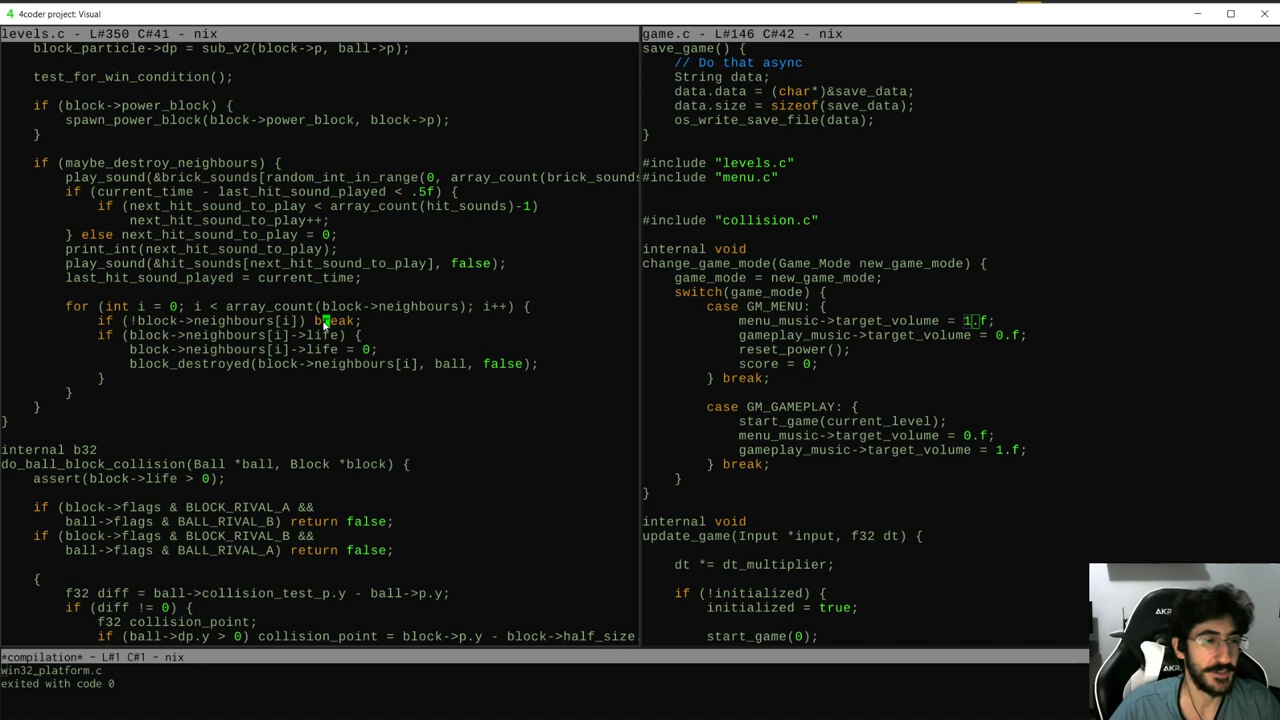 4coder project: Visual
levels.c - L#350 C#41 - nix
    block_particle->dp = sub_v2(block->p, ball->p);
    test_for_win_condition();
    if (block->power_block) {
        spawn_power_block(block->power_block, block->p);
    }
    if (maybe_destroy_neighbours) {
        play_sound(&brick_sounds[random_int_in_range(0, array_count(brick_sounds
        if (current_time - last_hit_sound_played < .5f) {
            if (next_hit_sound_to_play < array_count(hit_sounds)-1)
                next_hit_sound_to_play++;
        } else next_hit_sound_to_play = 0;
        print_int(next_hit_sound_to_play);
        play_sound(&hit_sounds[next_hit_sound_to_play], false);
        last_hit_sound_played = current_time;
        for (int i = 0; i < array_count(block->neighbours); i++) {
            if (!block->neighbours[i]) break;
            if (block->neighbours[i]->life) {
                block->neighbours[i]->life = 0;
                block_destroyed(block->neighbours[i], ball, false);
            }
        }
    }
}
internal b32
do_ball_block_collision(Ball *ball, Block *block) {
    assert(block->life > 0);
    if (block->flags & BLOCK_RIVAL_A &&
        ball->flags & BALL_RIVAL_B) return false;
    if (block->flags & BLOCK_RIVAL_B &&
        ball->flags & BALL_RIVAL_A) return false;
    {
        f32 diff = ball->collision_test_p.y - ball->p.y;
        if (diff != 0) {
            f32 collision_point;
            if (ball->dp.y > 0) collision_point = block->p.y - block->half_size.
game.c - L#146 C#42 - nix
save_game() {
    // Do that async
    String data;
    data.data = (char*)&save_data;
    data.size = sizeof(save_data);
    os_write_save_file(data);
}
#include "levels.c"
#include "menu.c"
#include "collision.c"
internal void
change_game_mode(Game_Mode new_game_mode) {
    game_mode = new_game_mode;
    switch(game_mode) {
        case GM_MENU: {
            menu_music->target_volume = 1.f;
            gameplay_music->target_volume = 0.f;
            reset_power();
            score = 0;
        } break;
        case GM_GAMEPLAY: {
            start_game(current_level);
            menu_music->target_volume = 0.f;
            gameplay_music->target_volume = 1.f;
        } break;
    }
}
internal void
update_game(Input *input, f32 dt) {
    dt *= dt_multiplier;
    if (!initialized) {
        initialized = true;
        start_game(0);
*compilation* - L#1 C#1 - nix
win32_platform.c
exited with code 0